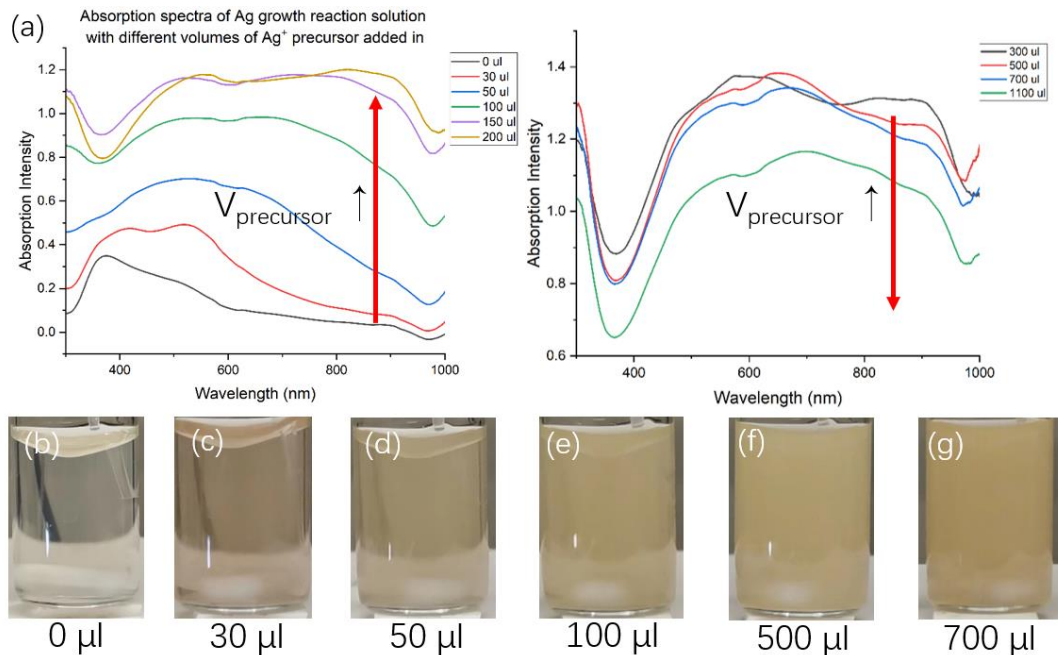 (a)
Absorption spectra of Ag growth reaction solution
with different volumes of Ag⁺ precursor added in
0 ul
30 ul
50 ul
100 ul
150 ul
200 ul
1.2
1.0
0.8
0.6
0.4
0.2
0.0
Absorption Intensity
V precursor ↑
400
600
800
1000
Wavelength (nm)
300 ul
500 ul
700 ul
1100 ul
1.4
1.2
1.0
0.8
0.6
Absorption Intensity
V precursor ↑
400
600
800
1000
Wavelength (nm)
(b)
(c)
(d)
(e)
(f)
(g)
0 µl
30 µl
50 µl
100 µl
500 µl
700 µl